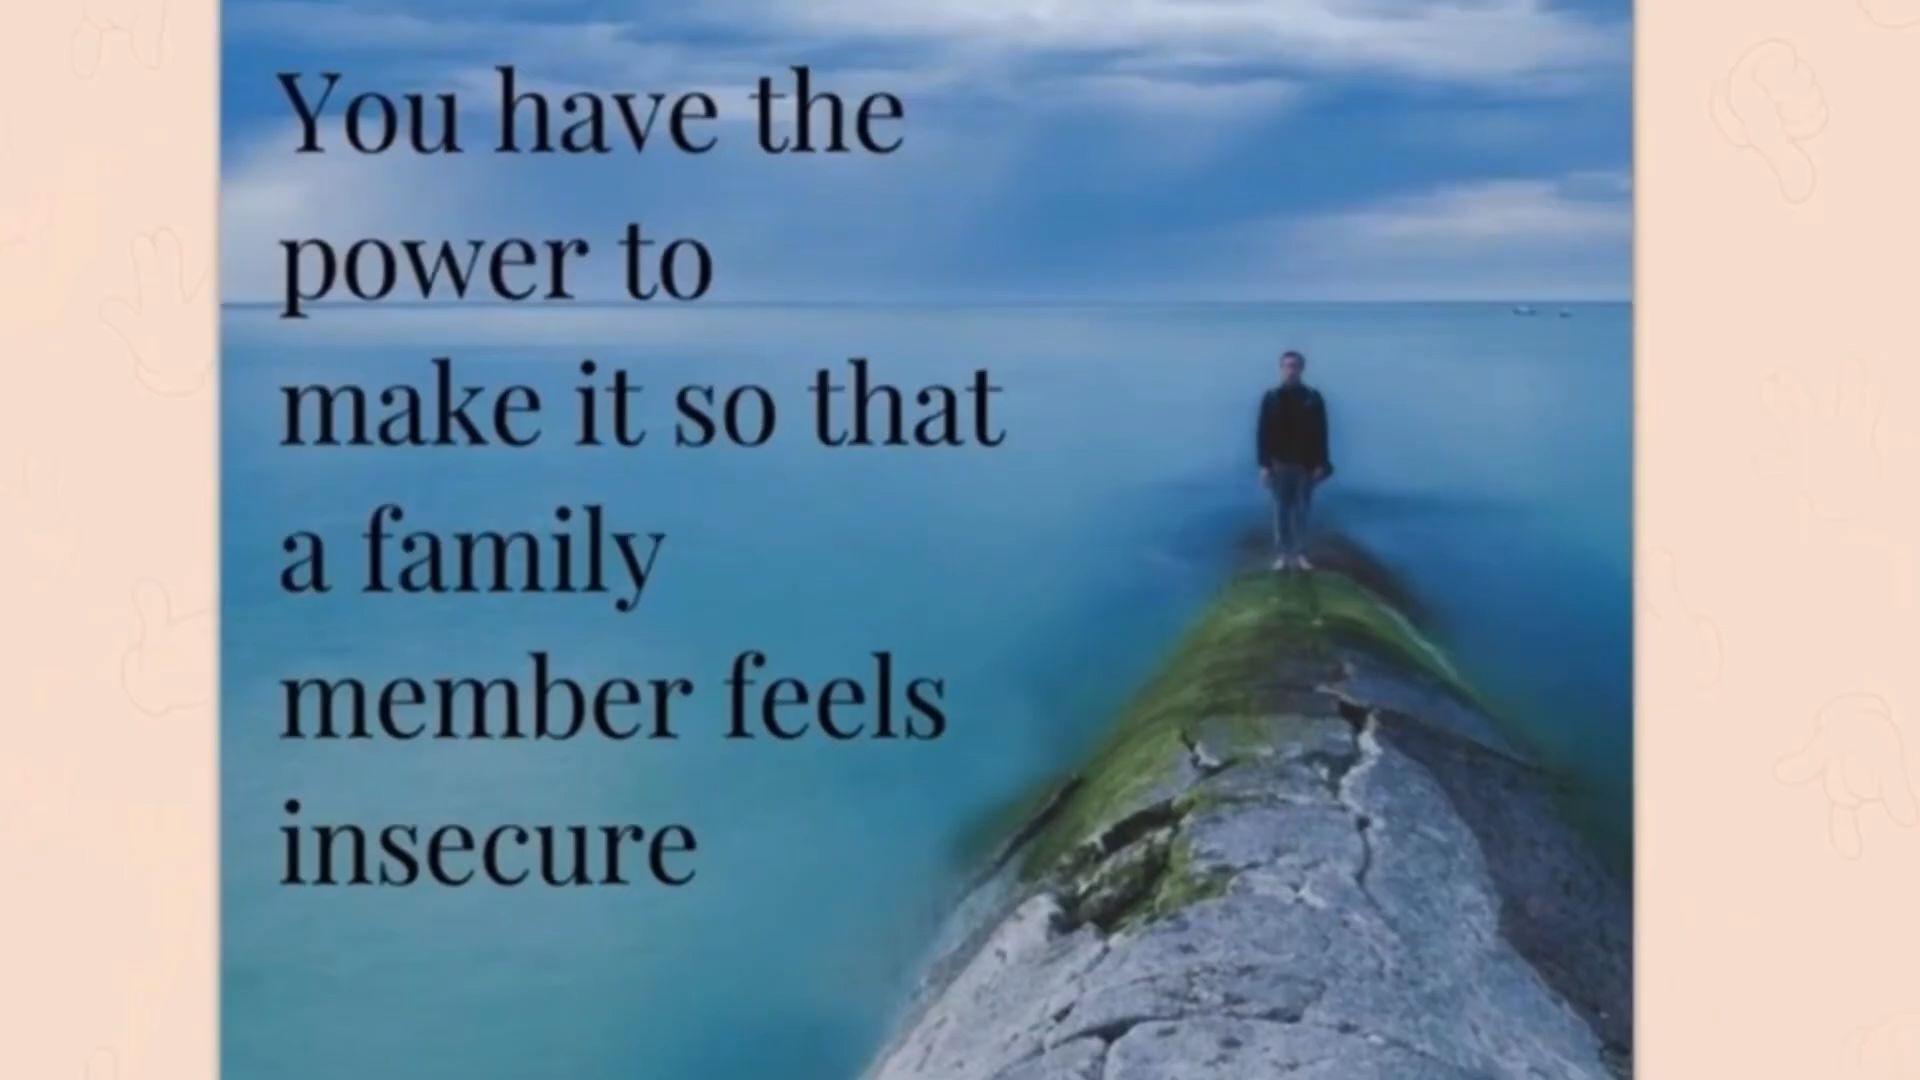 You have the
power to
make it so that
a family
member feels
insecure